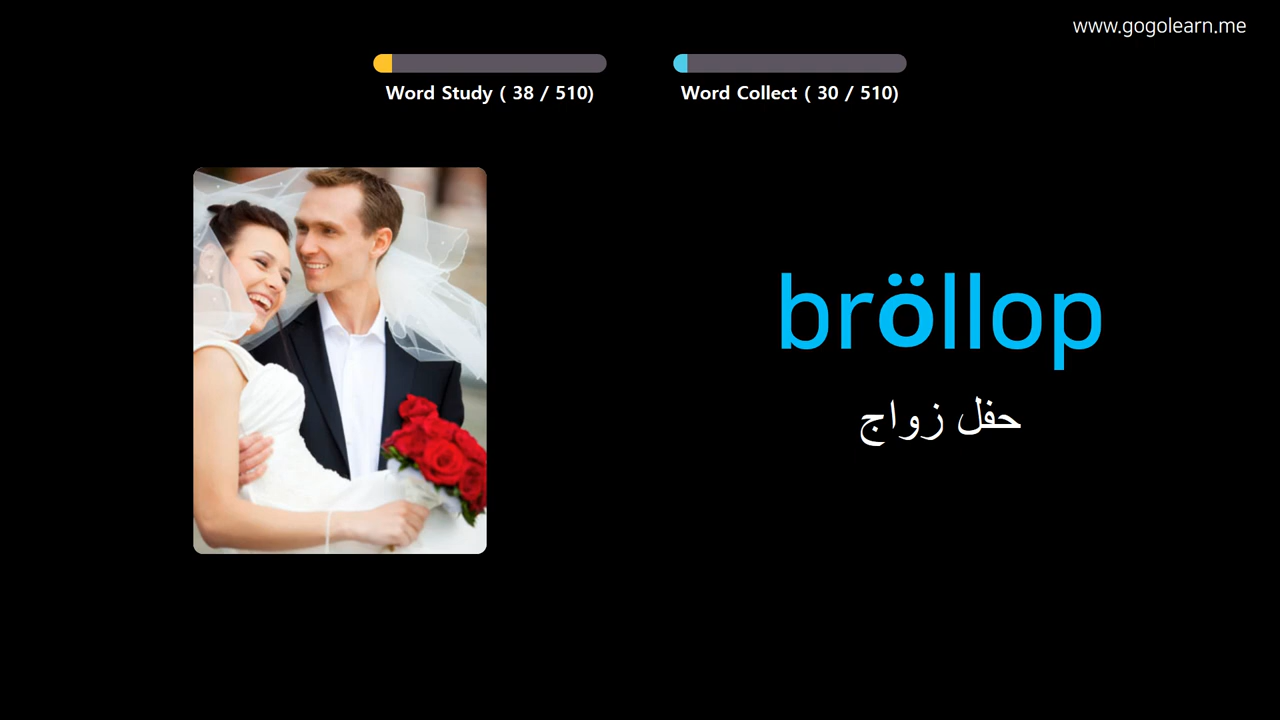 www.gogolearn.me
Word Study ( 38 / 510)
Word Collect ( 30 / 510)
bröllop
حفل زواج